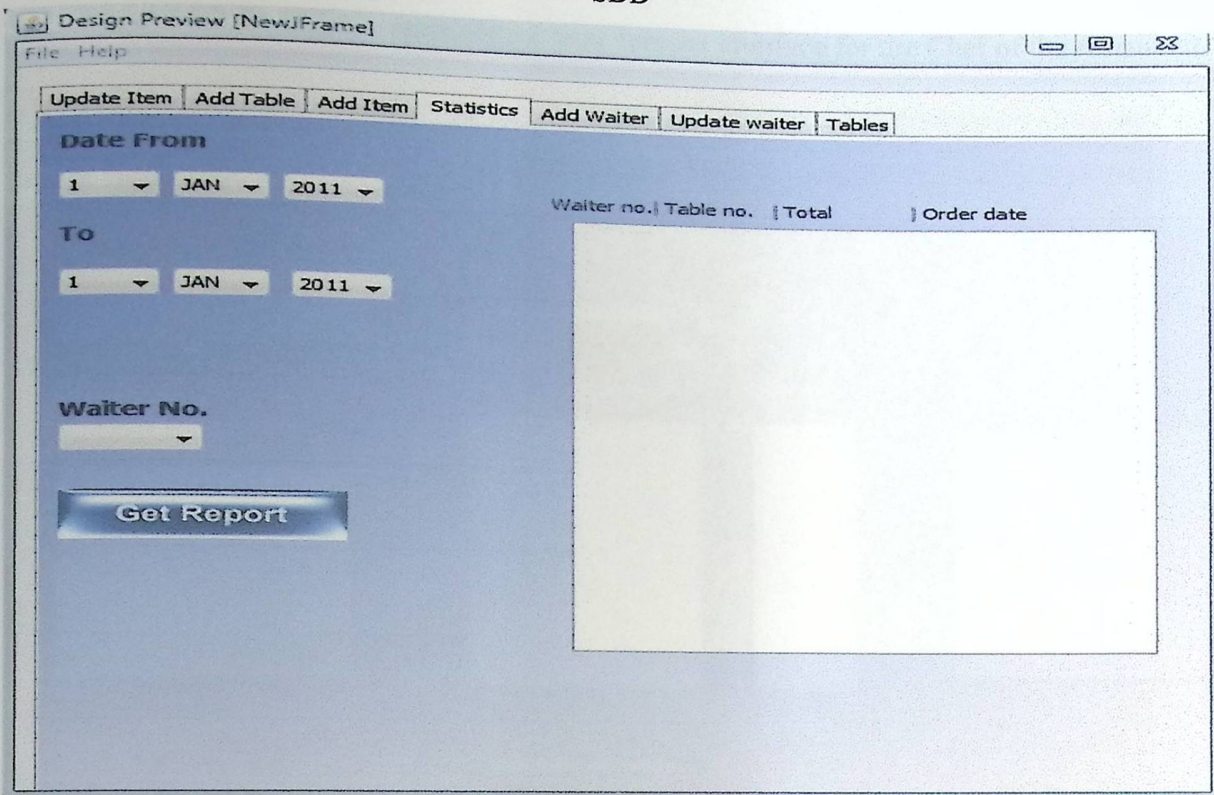 Design Preview [NewJFrame]
File Help
Update Item Add Table Add Item Statistics Add Waiter Update waiter Tables
Date From
1 JAN 2011
Waiter no. Table no. Total Order date
To
1 JAN 2011
Waiter No.
Get Report